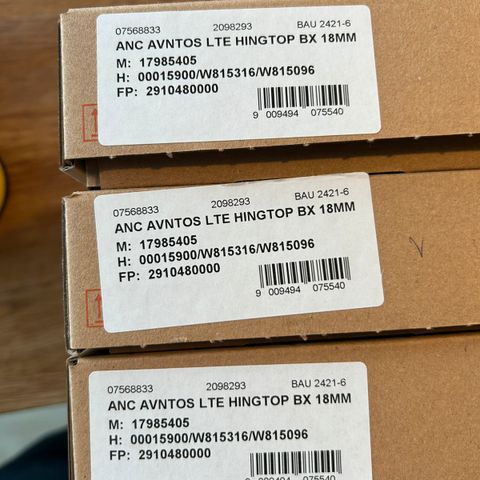 07568833 2098293 BAU 2421-6
ANC AVNTOS LTE HINGTOP BX 18MM
M: 17985405
H: 00015900/W815316/W815096
FP: 2910480000
9 009494 075540
07568833 2098293 BAU 2421-6
ANC AVNTOS LTE HINGTOP BX 18MM
M: 17985405
H: 00015900/W815316/W815096
FP: 2910480000
9 009494 075540
07568833 2098293 BAU 2421-6
ANC AVNTOS LTE HINGTOP BX 18MM
M: 17985405
H: 00015900/W815316/W815096
FP: 2910480000